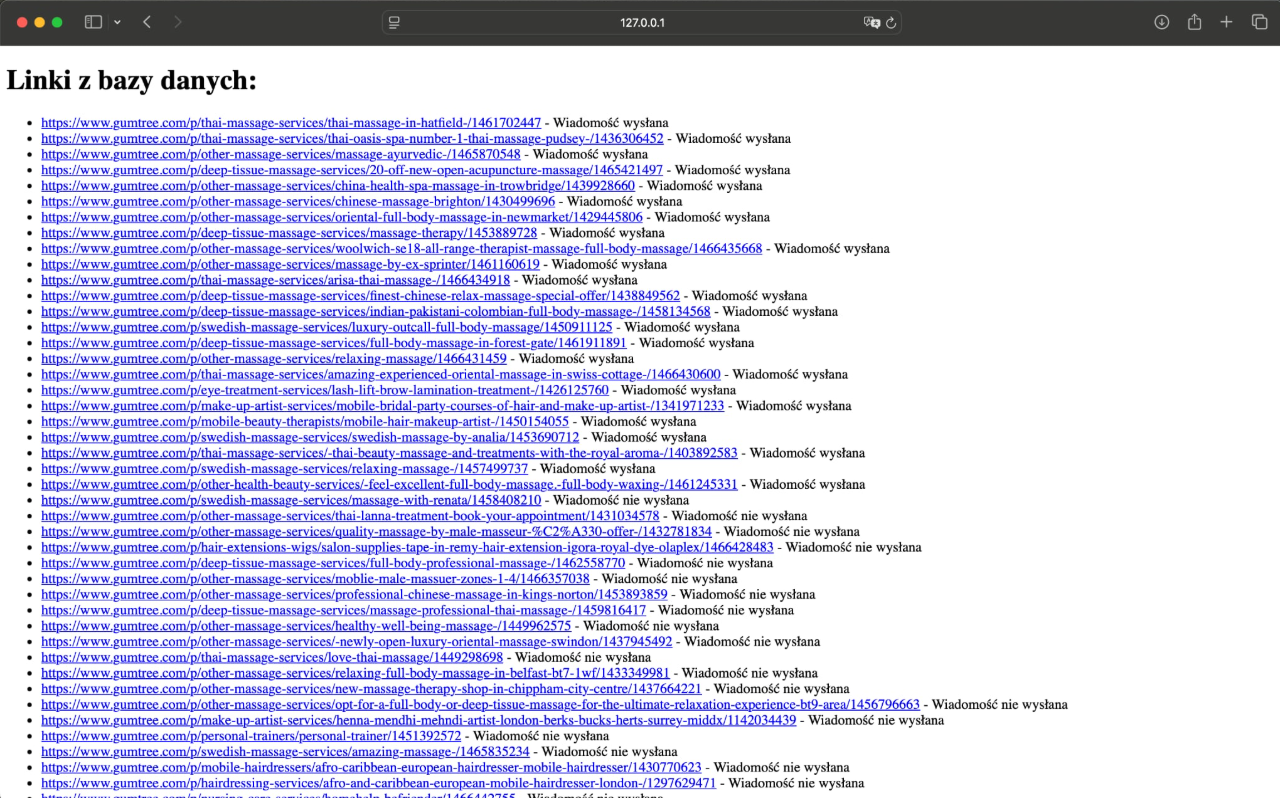 127.0.0.1
Linki z bazy danych:
https://www.gumtree.com/p/thai-massage-services/thai-massage-in-hatfield-/1461702447 - Wiadomość wysłana
https://www.gumtree.com/p/thai-massage-services/thai-oasis-spa-number-1-thai-massage-pudsey-/1436306452 - Wiadomość wysłana
https://www.gumtree.com/p/other-massage-services/massage-ayurvedic-/1465870548 - Wiadomość wysłana
https://www.gumtree.com/p/deep-tissue-massage-services/20-off-new-open-acupuncture-massage/1465421497 - Wiadomość wysłana
https://www.gumtree.com/p/other-massage-services/china-health-spa-massage-in-trowbridge/1439928660 - Wiadomość wysłana
https://www.gumtree.com/p/other-massage-services/chinese-massage-brighton/1430499696 - Wiadomość wysłana
https://www.gumtree.com/p/other-massage-services/oriental-full-body-massage-in-newmarket/1429445806 - Wiadomość wysłana
https://www.gumtree.com/p/deep-tissue-massage-services/massage-therapy/1453889728 - Wiadomość wysłana
https://www.gumtree.com/p/other-massage-services/woolwich-se18-all-range-therapist-massage-full-body-massage/1466435668 - Wiadomość wysłana
https://www.gumtree.com/p/other-massage-services/massage-by-ex-sprinter/1461160619 - Wiadomość wysłana
https://www.gumtree.com/p/thai-massage-services/arisa-thai-massage-/1466434918 - Wiadomość wysłana
https://www.gumtree.com/p/deep-tissue-massage-services/finest-chinese-relax-massage-special-offer/1438849562 - Wiadomość wysłana
https://www.gumtree.com/p/deep-tissue-massage-services/indian-pakistani-colombian-full-body-massage-/1458134568 - Wiadomość wysłana
https://www.gumtree.com/p/swedish-massage-services/luxury-outcall-full-body-massage/1450911125 - Wiadomość wysłana
https://www.gumtree.com/p/deep-tissue-massage-services/full-body-massage-in-forest-gate/1461911891 - Wiadomość wysłana
https://www.gumtree.com/p/other-massage-services/relaxing-massage/1466431459 - Wiadomość wysłana
https://www.gumtree.com/p/thai-massage-services/amazing-experienced-oriental-massage-in-swiss-cottage-/1466430600 - Wiadomość wysłana
https://www.gumtree.com/p/eye-treatment-services/lash-lift-brow-lamination-treatment-/1426125760 - Wiadomość wysłana
https://www.gumtree.com/p/make-up-artist-services/mobile-bridal-party-courses-of-hair-and-make-up-artist-/1341971233 - Wiadomość wysłana
https://www.gumtree.com/p/mobile-beauty-therapists/mobile-hair-makeup-artist-/1450154055 - Wiadomość wysłana
https://www.gumtree.com/p/swedish-massage-services/swedish-massage-by-analia/1453690712 - Wiadomość wysłana
https://www.gumtree.com/p/thai-massage-services/-thai-beauty-massage-and-treatments-with-the-royal-aroma-/1403892583 - Wiadomość wysłana
https://www.gumtree.com/p/swedish-massage-services/relaxing-massage-/1457499737 - Wiadomość wysłana
https://www.gumtree.com/p/other-health-beauty-services/-feel-excellent-full-body-massage.-full-body-waxing-/1461245331 - Wiadomość wysłana
https://www.gumtree.com/p/swedish-massage-services/massage-with-renata/1458408210 - Wiadomość nie wysłana
https://www.gumtree.com/p/other-massage-services/thai-lanna-treatment-book-your-appointment/1431034578 - Wiadomość nie wysłana
https://www.gumtree.com/p/other-massage-services/quality-massage-by-male-masseur-%C2%A330-offer-/1432781834 - Wiadomość nie wysłana
https://www.gumtree.com/p/hair-extensions-wigs/salon-supplies-tape-in-remy-hair-extension-igora-royal-dye-olaplex/1466428483 - Wiadomość nie wysłana
https://www.gumtree.com/p/deep-tissue-massage-services/full-body-professional-massage-/1462558770 - Wiadomość nie wysłana
https://www.gumtree.com/p/other-massage-services/moblie-male-massuer-zones-1-4/1466357038 - Wiadomość nie wysłana
https://www.gumtree.com/p/other-massage-services/professional-chinese-massage-in-kings-norton/1453893859 - Wiadomość nie wysłana
https://www.gumtree.com/p/deep-tissue-massage-services/massage-professional-thai-massage-/1459816417 - Wiadomość nie wysłana
https://www.gumtree.com/p/other-massage-services/healthy-well-being-massage-/1449962575 - Wiadomość nie wysłana
https://www.gumtree.com/p/other-massage-services/-newly-open-luxury-oriental-massage-swindon/1437945492 - Wiadomość nie wysłana
https://www.gumtree.com/p/thai-massage-services/love-thai-massage/1449298698 - Wiadomość nie wysłana
https://www.gumtree.com/p/other-massage-services/relaxing-full-body-massage-in-belfast-bt7-1wf/1433349981 - Wiadomość nie wysłana
https://www.gumtree.com/p/other-massage-services/new-massage-therapy-shop-in-chippham-city-centre/1437664221 - Wiadomość nie wysłana
https://www.gumtree.com/p/other-massage-services/opt-for-a-full-body-or-deep-tissue-massage-for-the-ultimate-relaxation-experience-bt9-area/1456796663 - Wiadomość nie wysłana
https://www.gumtree.com/p/make-up-artist-services/henna-mendhi-mehndi-artist-london-berks-bucks-herts-surrey-middx/1142034439 - Wiadomość nie wysłana
https://www.gumtree.com/p/personal-trainers/personal-trainer/1451392572 - Wiadomość nie wysłana
https://www.gumtree.com/p/swedish-massage-services/amazing-massage-/1465835234 - Wiadomość nie wysłana
https://www.gumtree.com/p/mobile-hairdressers/afro-caribbean-european-hairdresser-mobile-hairdresser/1430770623 - Wiadomość nie wysłana
https://www.gumtree.com/p/hairdressing-services/afro-and-caribbean-european-mobile-hairdresser-london-/1297629471 - Wiadomość nie wysłana
https://www.gumtree.com/p/nursing-care-services/homehelp-befriender/1466442755 - Wiadomość nie wysłana